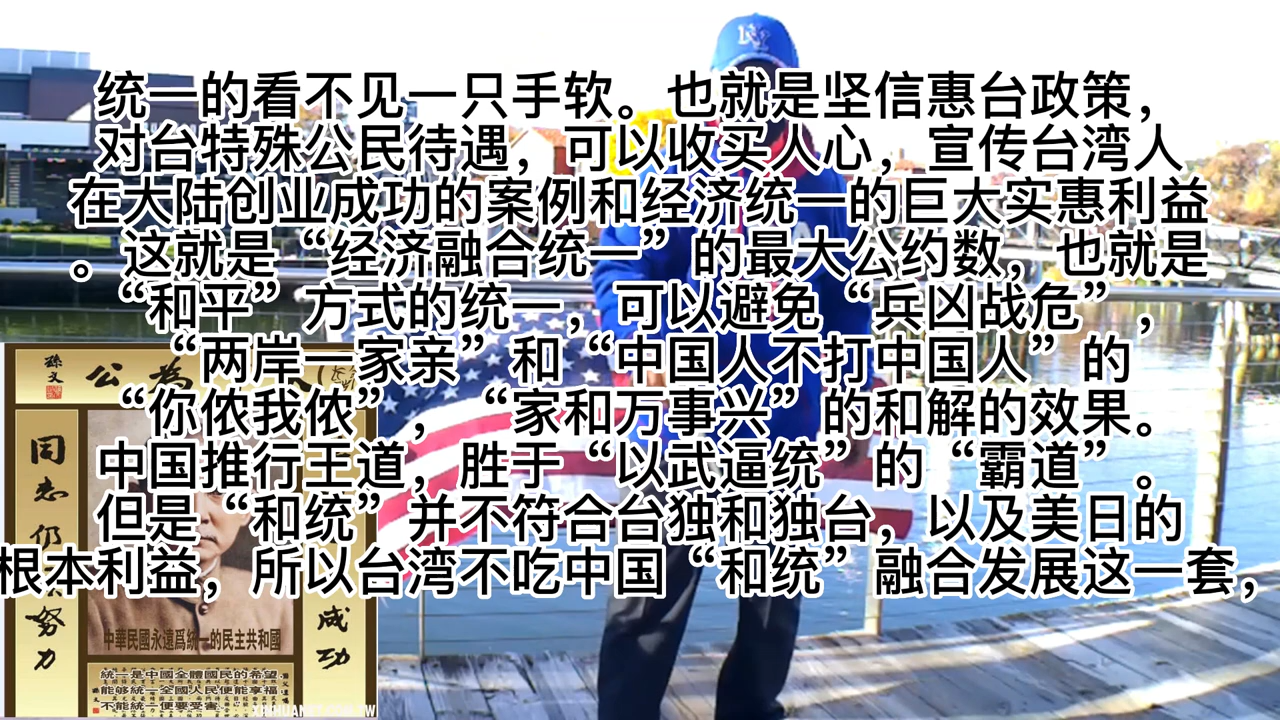 统一的看不见一只手软。也就是坚信惠台政策，
对台特殊公民待遇，可以收买人心，宣传台湾人
在大陆创业成功的案例和经济统一的巨大实惠利益
。这就是“经济融合统一”的最大公约数，也就是
“和平”方式的统一，可以避免“兵凶战危”，
“两岸一家亲”和“中国人不打中国人”的
“你侬我侬”，“家和万事兴”的和解的效果。
中国推行王道，胜于“以武逼统”的“霸道”。
但是“和统”并不符合台独和独台，以及美日的
根本利益，所以台湾不吃中国“和统”融合发展这一套，
孫文
公為
同志仍
努力
成功
中華民國永遠爲統一的民主共和國
統一是中國全體國民的希望
能够統一全國人民便能享福
不能統一便要受害